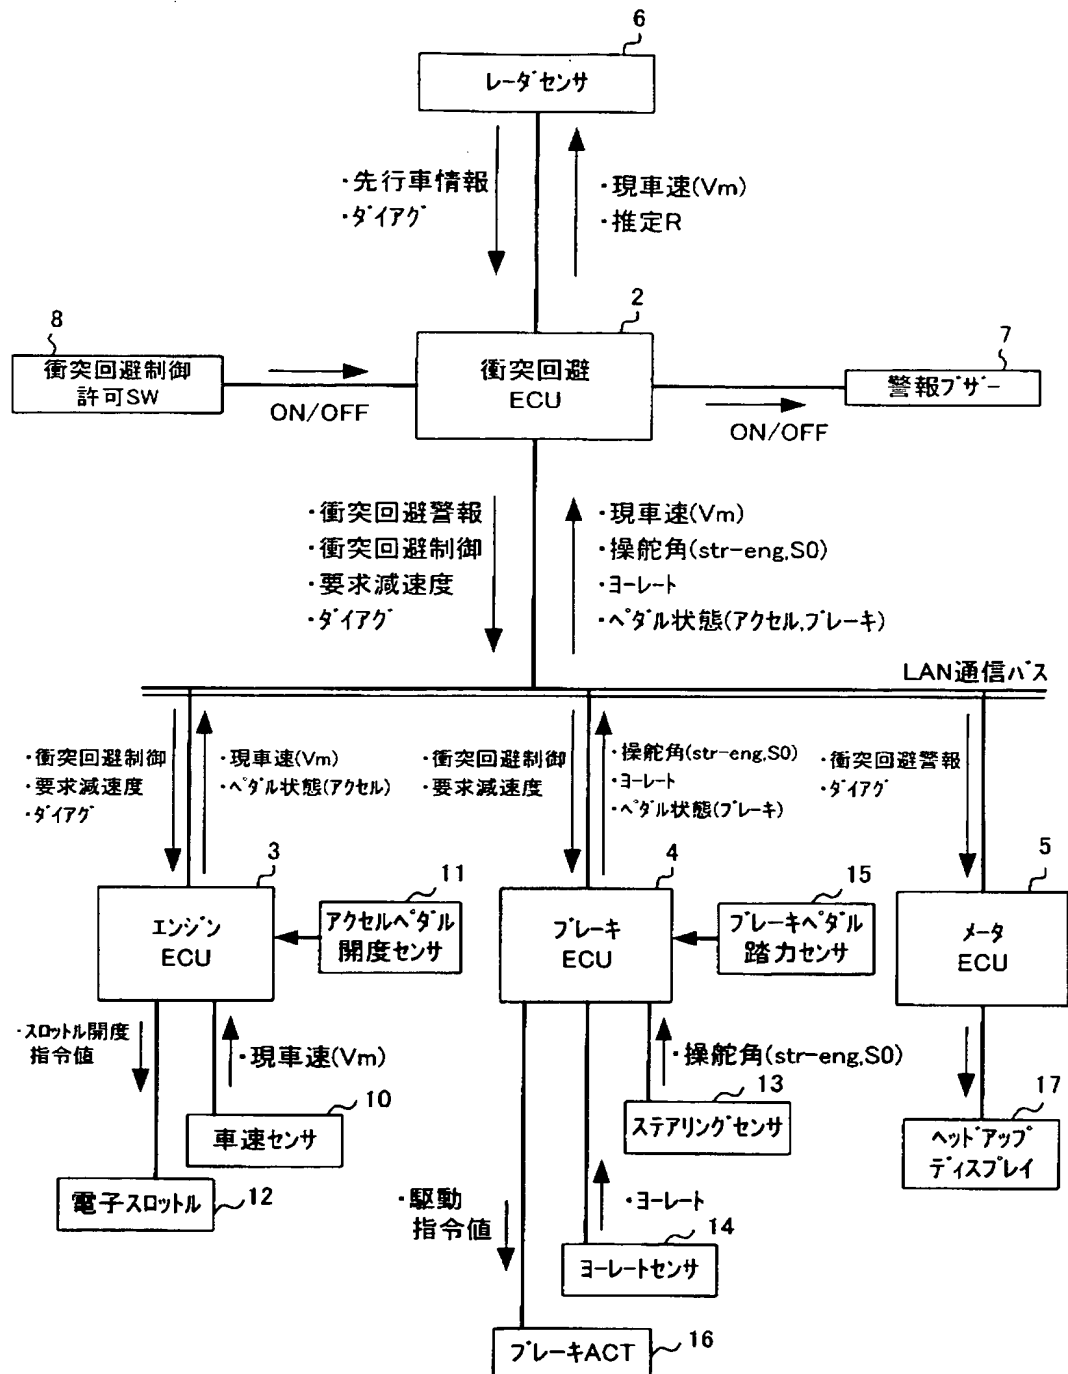 6
レーダセンサ
・先行車情報
・ダイアグ
・現車速(Vm)
・推定R
8
衝突回避制御
許可SW
ON/OFF
2
衝突回避
ECU
7
警報ブザー
ON/OFF
・衝突回避警報
・衝突回避制御
・要求減速度
・ダイアグ
・現車速(Vm)
・操舵角(str-eng,S0)
・ヨーレート
・ペダル状態(アクセル,ブレーキ)
LAN通信バス
・衝突回避制御
・要求減速度
・ダイアグ
・現車速(Vm)
・ペダル状態(アクセル)
・衝突回避制御
・要求減速度
・操舵角(str-eng,S0)
・ヨーレート
・ペダル状態(ブレーキ)
・衝突回避警報
・ダイアグ
3
エンジン
ECU
11
アクセルペダル
開度センサ
4
ブレーキ
ECU
15
ブレーキペダル
踏力センサ
5
メータ
ECU
・スロットル開度
指令値
・現車速(Vm)
10
車速センサ
電子スロットル
12
・操舵角(str-eng,S0)
13
ステアリングセンサ
・駆動
指令値
・ヨーレート
14
ヨーレートセンサ
ブレーキACT
16
17
ヘッドアップ
ディスプレイ